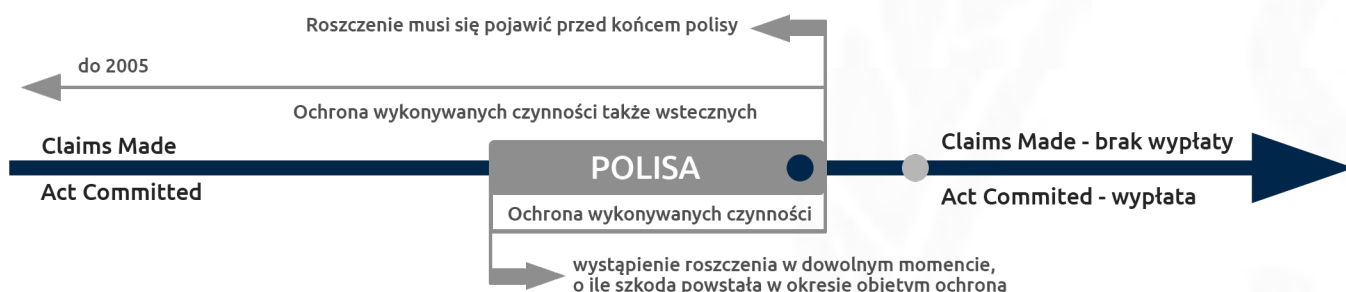 Roszczenie musi się pojawić przed końcem polisy
do 2005
Ochrona wykonywanych czynności także wstecznych
Claims Made
Claims Made - brak wypłaty
POLISA
Act Committed
Act Commited - wypłata
Ochrona wykonywanych czynności
wystąpienie roszczenia w dowolnym momencie,
o ile szkoda powstała w okresie objętym ochroną